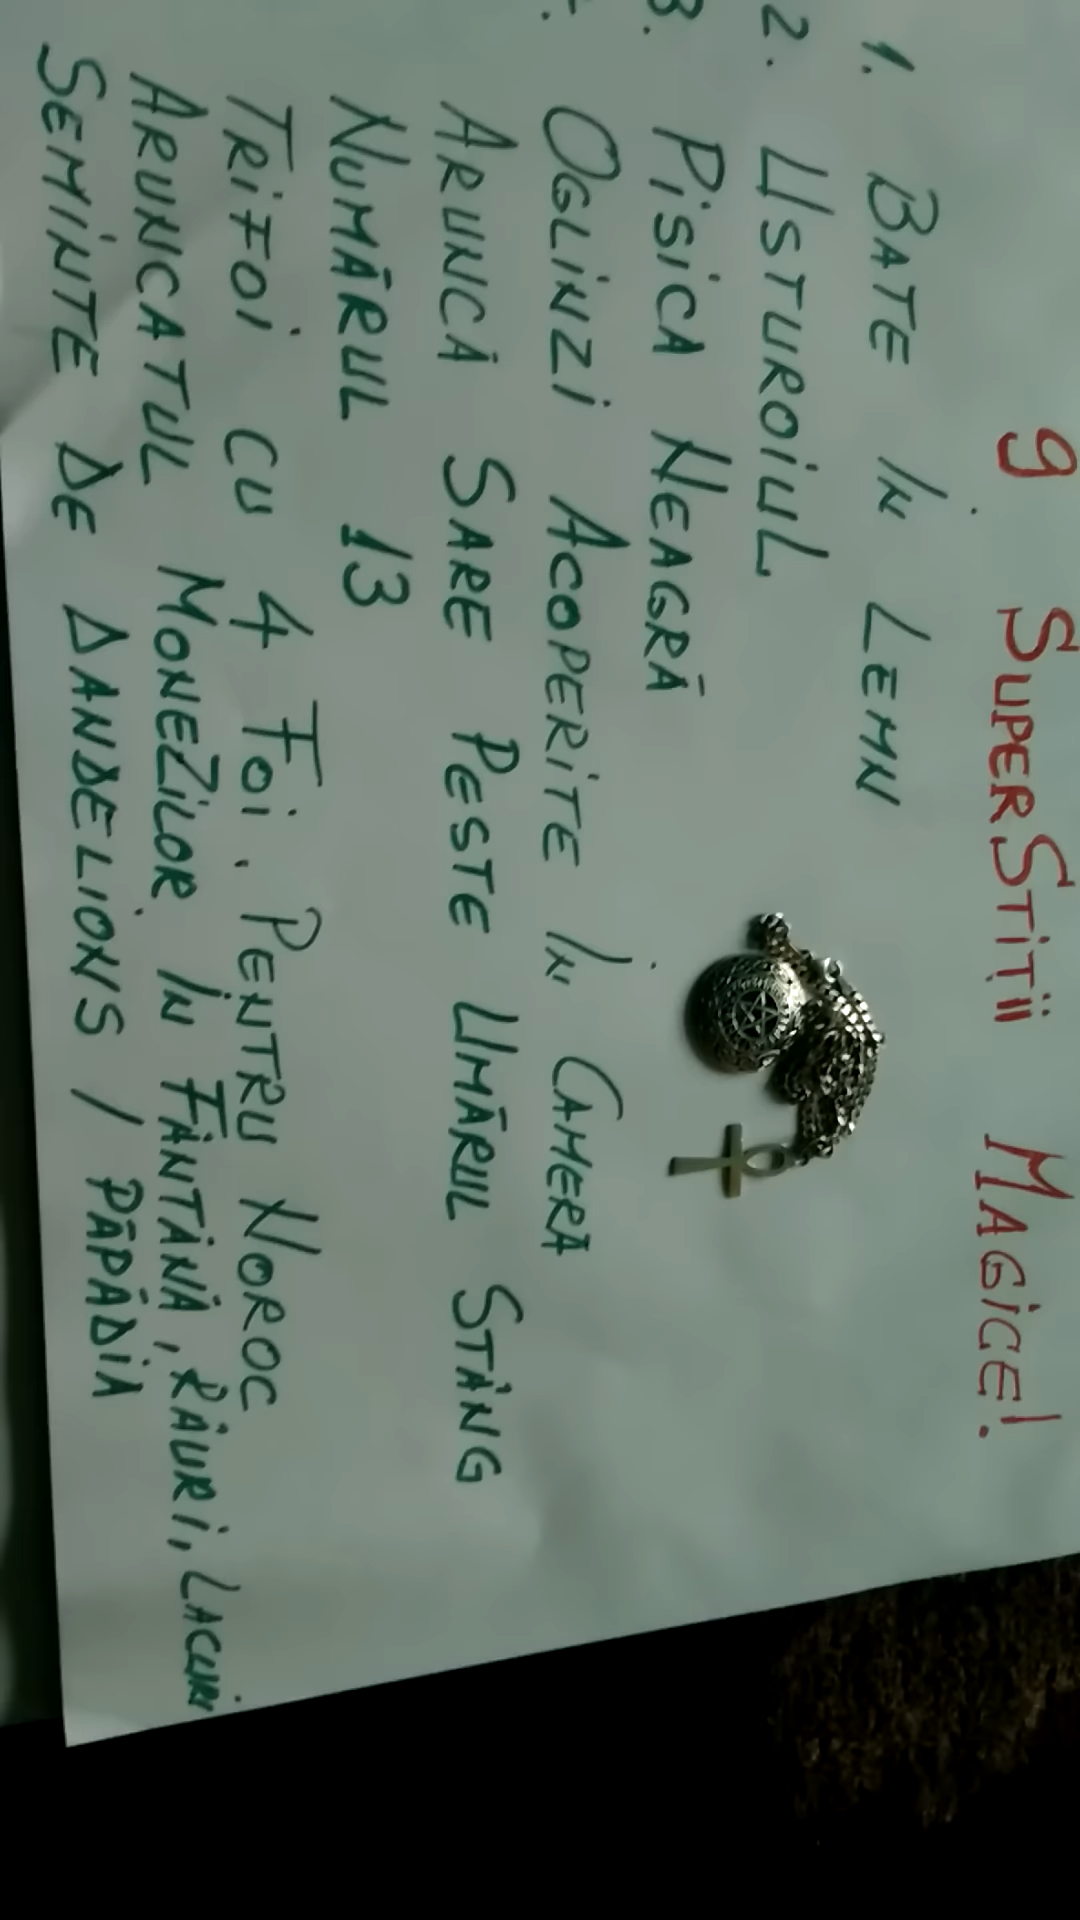 9 SUPERSTIȚII MAGICE!
1. BATE ÎN LEMN
2. USTUROIUL
3. PISICA NEAGRĂ
OGLINZI ACOPERITE ÎN CAMERĂ
ARUNCĂ SARE PESTE UMĂRUL STÂNG
NUMĂRUL 13
TRIFOI CU 4 FOI. PENTRU NOROC
ARUNCATUL MONEZILOR ÎN FÂNTÂNĂ, RÂURI, LACURI
SEMINTE DE DANDELIONS / PĂPĂDIA